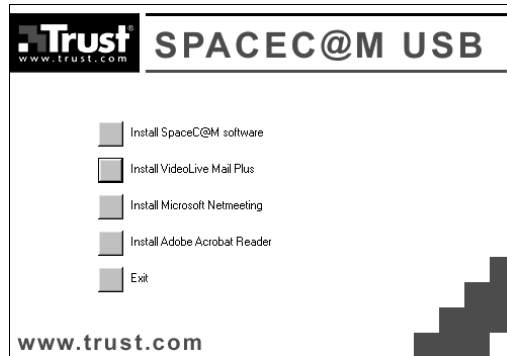 Trust
www.trust.com
SPACEC@M USB
Install SpaceC@M software
Install VideoLive Mail Plus
Install Microsoft Netmeeting
Install Adobe Acrobat Reader
Exit
www.trust.com